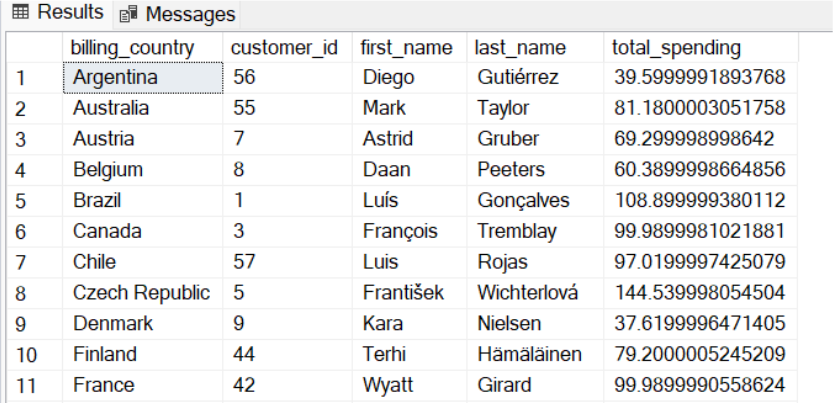 Results Messages
billing_country customer_id first_name last_name total_spending
1 Argentina 56 Diego Gutiérrez 39.5999991893768
2 Australia 55 Mark Taylor 81.1800003051758
3 Austria 7 Astrid Gruber 69.299998998642
4 Belgium 8 Daan Peeters 60.3899998664856
5 Brazil 1 Luís Gonçalves 108.899999380112
6 Canada 3 François Tremblay 99.9899981021881
7 Chile 57 Luis Rojas 97.0199997425079
8 Czech Republic 5 František Wichterlová 144.539998054504
9 Denmark 9 Kara Nielsen 37.6199996471405
10 Finland 44 Terhi Hämäläinen 79.2000005245209
11 France 42 Wyatt Girard 99.9899990558624